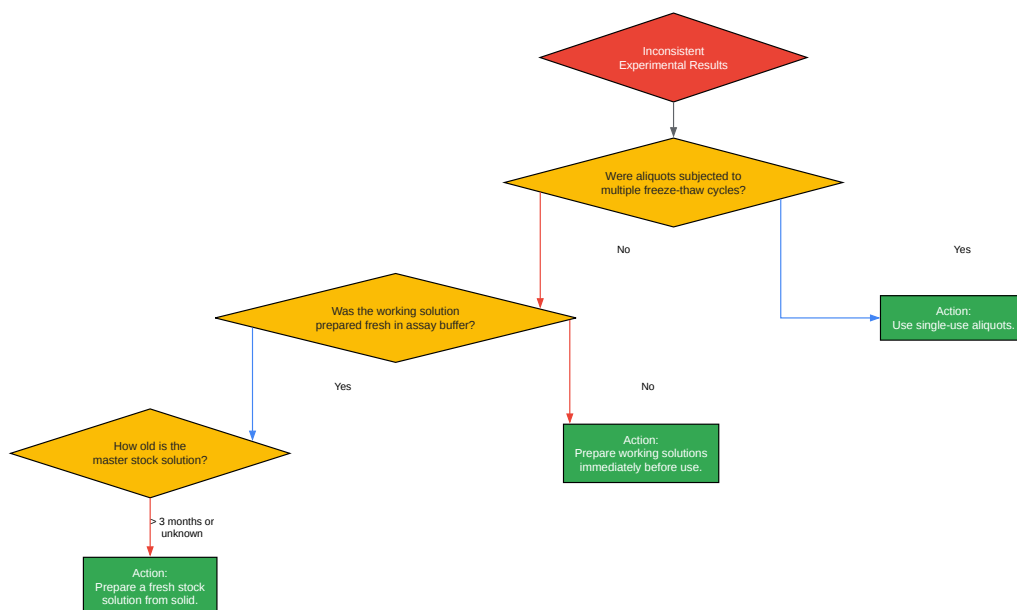 Inconsistent
Experimental Results
Were aliquots subjected to
multiple freeze-thaw cycles?
No
Yes
Was the working solution
prepared fresh in assay buffer?
Action:
Use single-use aliquots.
Yes
No
How old is the
master stock solution?
Action:
Prepare working solutions
immediately before use.
> 3 months or
unknown
Action:
Prepare a fresh stock
solution from solid.